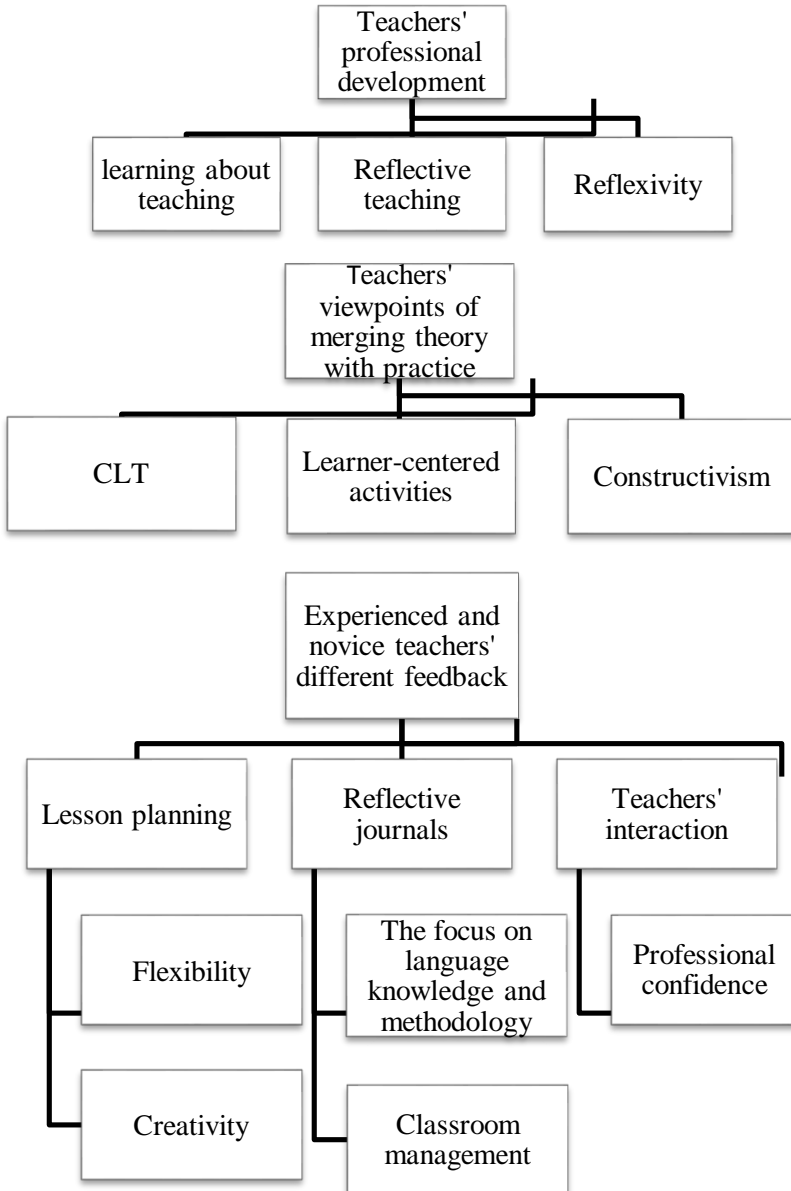 Teachers'
professional
development
learning about
teaching
Reflective
teaching
Reflexivity
Teachers'
viewpoints of
merging theory
with practice
CLT
Learner-centered
activities
Constructivism
Experienced and
novice teachers'
different feedback
Lesson planning
Reflective
journals
Teachers'
interaction
Flexibility
The focus on
language
knowledge and
methodology
Professional
confidence
Creativity
Classroom
management